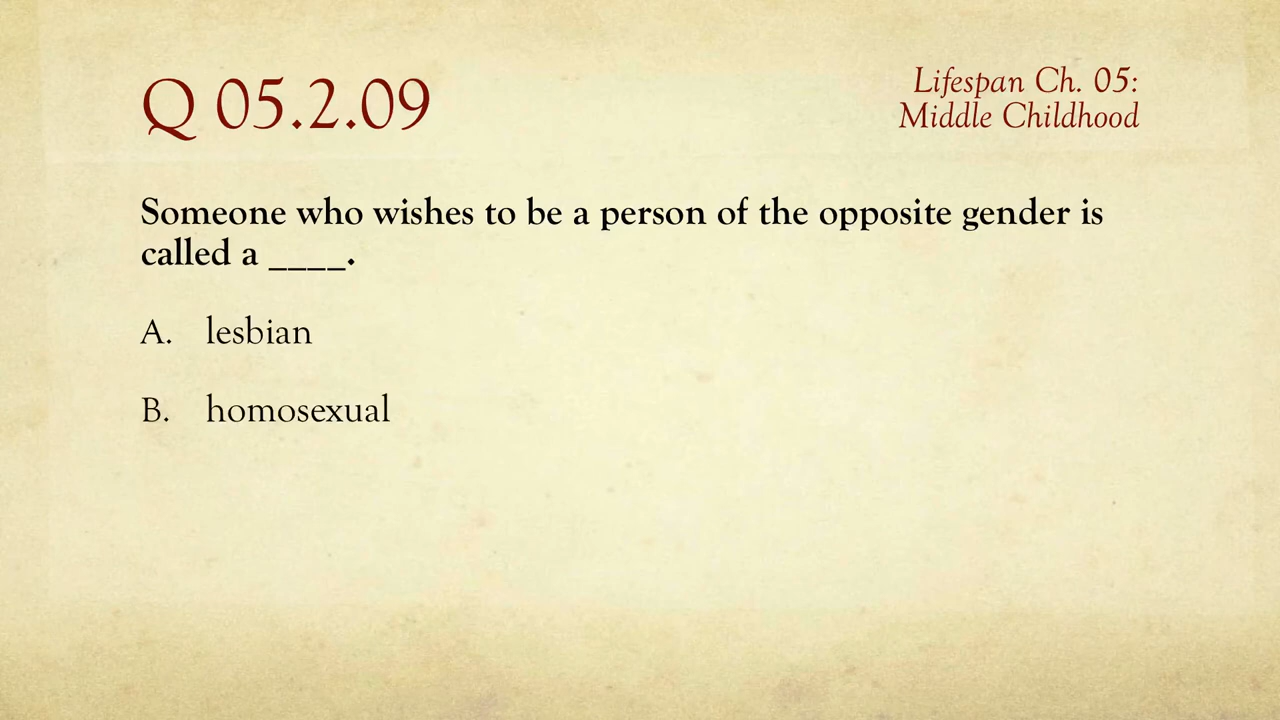 Q 05.2.09
Lifespan Ch. 05:
Middle Childhood
Someone who wishes to be a person of the opposite gender is
called a ____.
A. lesbian
B. homosexual